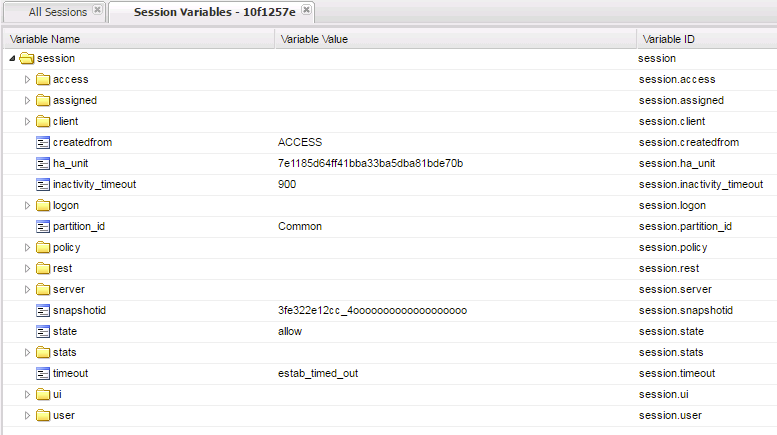 All Sessions Session Variables - 10f1257e
Variable Name Variable Value Variable ID
session session
access session.access
assigned session.assigned
client session.client
createdfrom ACCESS session.createdfrom
ha_unit 7e1185d64ff41bba33ba5dba81bde70b session.ha_unit
inactivity_timeout 900 session.inactivity_timeout
logon session.logon
partition_id Common session.partition_id
policy session.policy
rest session.rest
server session.server
snapshotid 3fe322e12cc_4ooooooooooooooooooo session.snapshotid
state allow session.state
stats session.stats
timeout estab_timed_out session.timeout
ui session.ui
user session.user